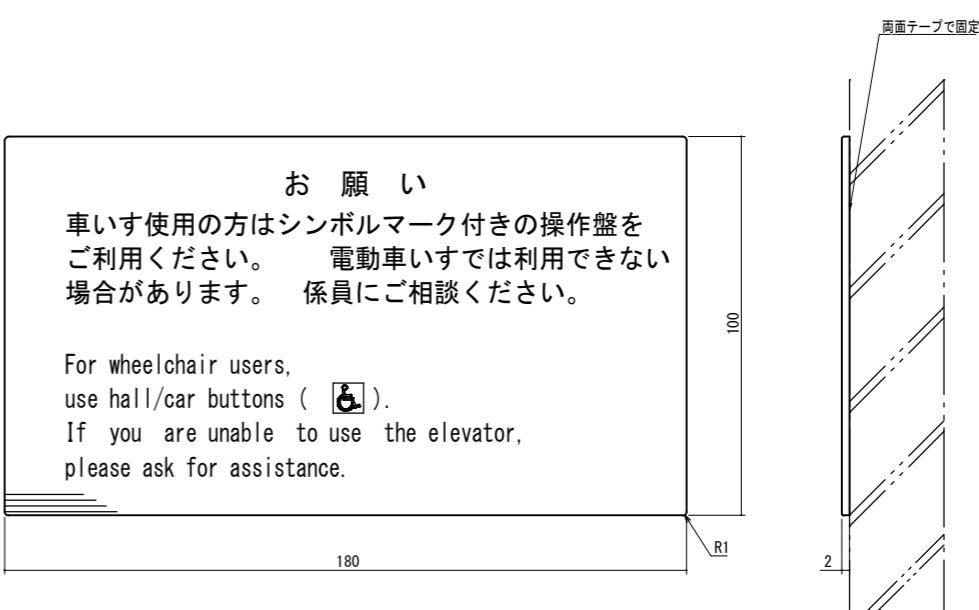 両面テープで固定
お 願 い
車いす使用の方はシンボルマーク付きの操作盤を
ご利用ください。 電動車いすでは利用できない
場合があります。 係員にご相談ください。
For wheelchair users,
use hall/car buttons ( ).
If you are unable to use the elevator,
please ask for assistance.
100
180
R1
2